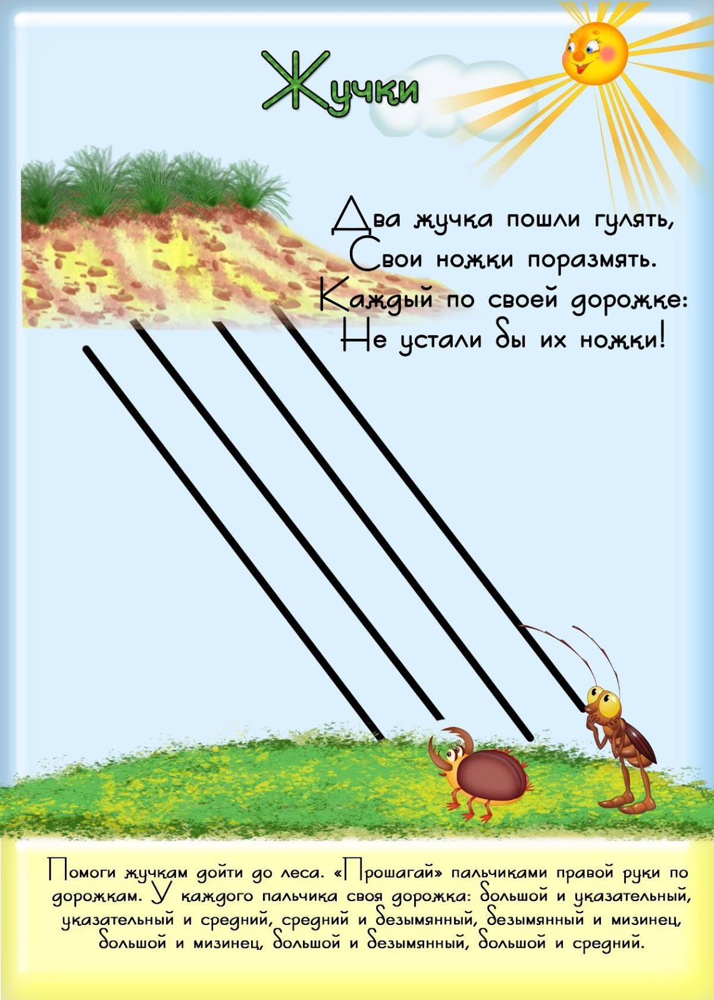 Жучки
Два жучка пошли гулять,
Свои ножки поразмять.
Каждый по своей дорожке:
Не устали бы их ножки!
Помоги жучкам дойти до леса. «Прошагай» пальчиками правой руки по
дорожкам. У каждого пальчика своя дорожка: большой и указательный,
указательный и средний, средний и безымянный, безымянный и мизинец,
большой и мизинец, большой и безымянный, большой и средний.